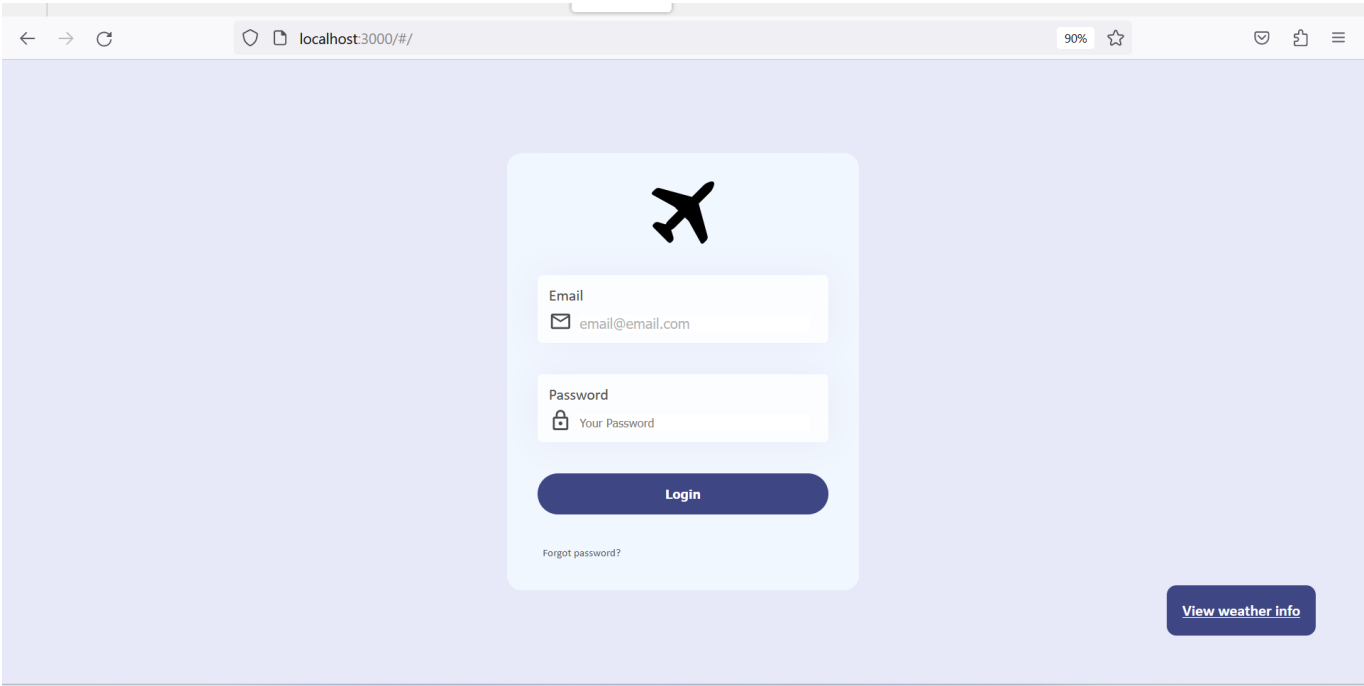 localhost:3000/#/
90%
Email
email@email.com
Password
Your Password
Login
Forgot password?
View weather info